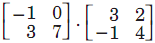 [ -1 0 ] · [ 3 2 ]
[ 3 7 ]   [ -1 4 ]